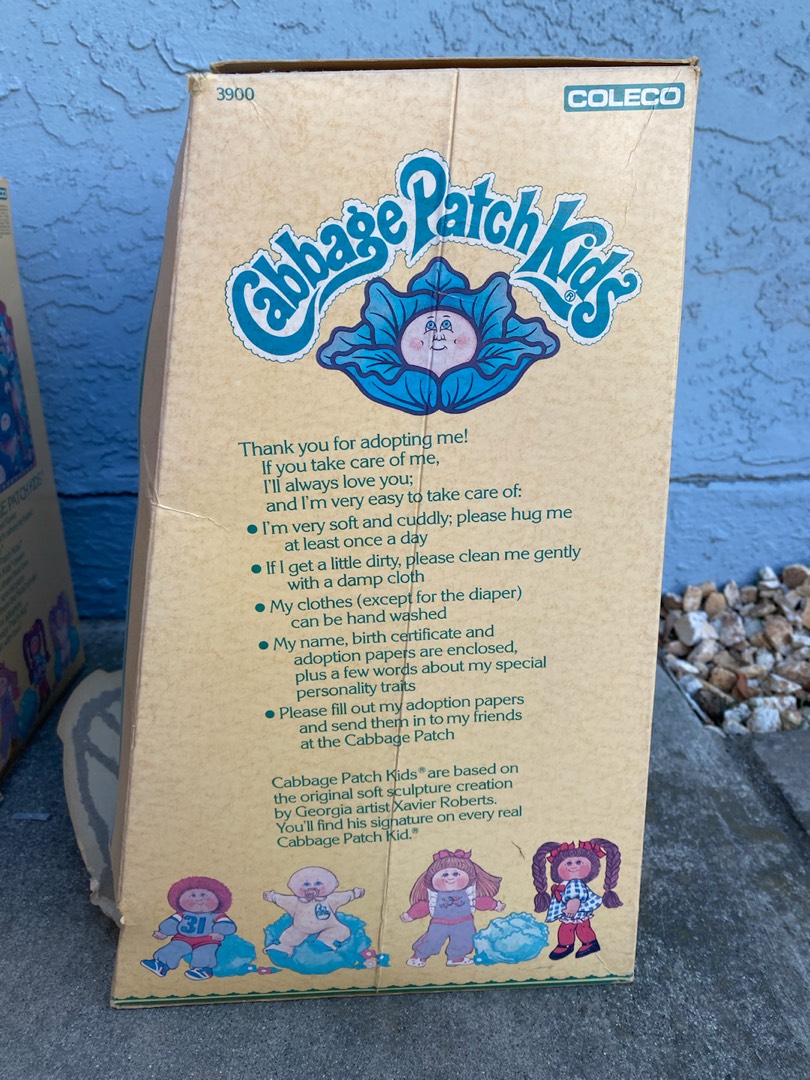 3900
COLECO
Cabbage Patch Kids®
Thank you for adopting me!
If you take care of me,
I'll always love you;
and I'm very easy to take care of:
● I'm very soft and cuddly; please hug me
at least once a day
● If I get a little dirty, please clean me gently
with a damp cloth
● My clothes (except for the diaper)
can be hand washed
● My name, birth certificate and
adoption papers are enclosed,
plus a few words about my special
personality traits
● Please fill out my adoption papers
and send them in to my friends
at the Cabbage Patch
Cabbage Patch Kids® are based on
the original soft sculpture creation
by Georgia artist Xavier Roberts.
You'll find his signature on every real
Cabbage Patch Kid.®
31
PATCH KIDS